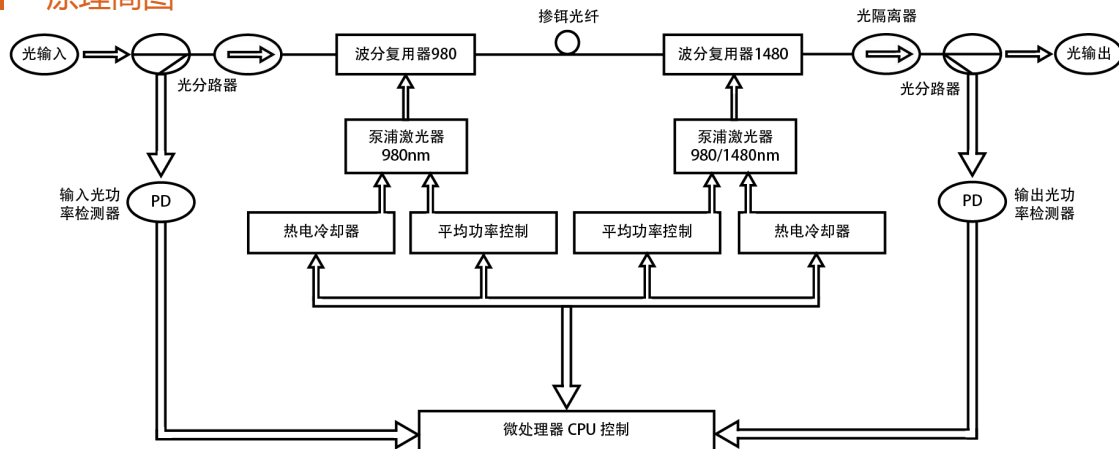 原理简图
掺铒光纤
光隔离器
光输入
波分复用器980
波分复用器1480
光输出
光分路器
光分路器
泵浦激光器
980nm
泵浦激光器
980/1480nm
输入光功
率检测器
PD
PD
输出光功
率检测器
热电冷却器
平均功率控制
平均功率控制
热电冷却器
微处理器 CPU 控制